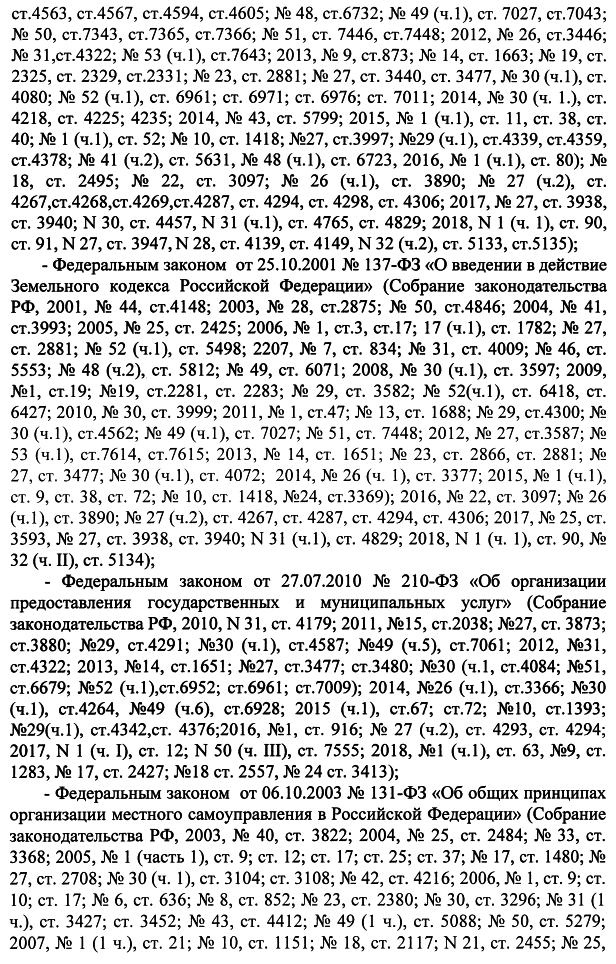 ст.4563, ст.4567, ст.4594, ст.4605; № 48, ст.6732; № 49 (ч.1), ст. 7027, ст.7043;
№ 50, ст.7343, ст.7365, ст.7366; № 51, ст. 7446, ст.7448; 2012, № 26, ст.3446;
№ 31,ст.4322; № 53 (ч.1), ст.7643; 2013, № 9, ст.873; № 14, ст. 1663; № 19, ст.
2325, ст. 2329, ст.2331; № 23, ст. 2881; № 27, ст. 3440, ст. 3477, № 30 (ч.1), ст.
4080; № 52 (ч.1), ст. 6961; ст. 6971; ст. 6976; ст. 7011; 2014, № 30 (ч. 1.), ст.
4218, ст. 4225; 4235; 2014, № 43, ст. 5799; 2015, № 1 (ч.1), ст. 11, ст. 38, ст.
40; № 1 (ч.1), ст. 52; № 10, ст. 1418; №27, ст.3997; №29 (ч.1), ст.4339, ст.4359,
ст.4378; № 41 (ч.2), ст. 5631, № 48 (ч.1), ст. 6723, 2016, № 1 (ч.1), ст. 80); №
18, ст. 2495; № 22, ст. 3097; № 26 (ч.1), ст. 3890; № 27 (ч.2), ст.
4267,ст.4268,ст.4269,ст.4287, ст. 4294, ст. 4298, ст. 4306; 2017, № 27, ст. 3938,
ст. 3940; N 30, ст. 4457, N 31 (ч.1), ст. 4765, ст. 4829; 2018, N 1 (ч. 1), ст. 90,
ст. 91, N 27, ст. 3947, N 28, ст. 4139, ст. 4149, N 32 (ч.2), ст. 5133, ст.5135);
- Федеральным законом от 25.10.2001 № 137-ФЗ «О введении в действие
Земельного кодекса Российской Федерации» (Собрание законодательства
РФ, 2001, № 44, ст.4148; 2003, № 28, ст.2875; № 50, ст.4846; 2004, № 41,
ст.3993; 2005, № 25, ст. 2425; 2006, № 1, ст.3, ст.17; 17 (ч.1), ст. 1782; № 27,
ст. 2881; № 52 (ч.1), ст. 5498; 2207, № 7, ст. 834; № 31, ст. 4009; № 46, ст.
5553; № 48 (ч.2), ст. 5812; № 49, ст. 6071; 2008, № 30 (ч.1), ст. 3597; 2009,
№1, ст.19; №19, ст.2281, ст. 2283; № 29, ст. 3582; № 52(ч.1), ст. 6418, ст.
6427; 2010, № 30, ст. 3999; 2011, № 1, ст.47; № 13, ст. 1688; № 29, ст.4300; №
30 (ч.1), ст.4562; № 49 (ч.1), ст. 7027; № 51, ст. 7448; 2012, № 27, ст.3587; №
53 (ч.1), ст.7614, ст.7615; 2013, № 14, ст. 1651; № 23, ст. 2866, ст. 2881; №
27, ст. 3477; № 30 (ч.1), ст. 4072; 2014, № 26 (ч. 1), ст. 3377; 2015, № 1 (ч.1),
ст. 9, ст. 38, ст. 72; № 10, ст. 1418, №24, ст.3369); 2016, № 22, ст. 3097; № 26
(ч.1), ст. 3890; № 27 (ч.2), ст. 4267, ст. 4287, ст. 4294, ст. 4306; 2017, № 25, ст.
3593, № 27, ст. 3938, ст. 3940; N 31 (ч.1), ст. 4829; 2018, N 1 (ч. 1), ст. 90, №
32 (ч. II), ст. 5134);
- Федеральным законом от 27.07.2010 № 210-ФЗ «Об организации
предоставления государственных и муниципальных услуг» (Собрание
законодательства РФ, 2010, N 31, ст. 4179; 2011, №15, ст.2038; №27, ст. 3873;
ст.3880; №29, ст.4291; №30 (ч.1), ст.4587; №49 (ч.5), ст.7061; 2012, №31,
ст.4322; 2013, №14, ст.1651; №27, ст.3477; ст.3480; №30 (ч.1, ст.4084; №51,
ст.6679; №52 (ч.1),ст.6952; ст.6961; ст.7009); 2014, №26 (ч.1), ст.3366; №30
(ч.1), ст.4264, №49 (ч.6), ст.6928; 2015 (ч.1), ст.67; ст.72; №10, ст.1393;
№29(ч.1), ст.4342,ст. 4376;2016, №1, ст. 916; № 27 (ч.2), ст. 4293, ст. 4294;
2017, N 1 (ч. I), ст. 12; N 50 (ч. III), ст. 7555; 2018, №1 (ч.1), ст. 63, №9, ст.
1283, № 17, ст. 2427; №18 ст. 2557, № 24 ст. 3413);
- Федеральным законом от 06.10.2003 № 131-ФЗ «Об общих принципах
организации местного самоуправления в Российской Федерации» (Собрание
законодательства РФ, 2003, № 40, ст. 3822; 2004, № 25, ст. 2484; № 33, ст.
3368; 2005, № 1 (часть 1), ст. 9; ст. 12; ст. 17; ст. 25; ст. 37; № 17, ст. 1480; №
27, ст. 2708; № 30 (ч. 1), ст. 3104; ст. 3108; № 42, ст. 4216; 2006, № 1, ст. 9; ст.
10; ст. 17; № 6, ст. 636; № 8, ст. 852; № 23, ст. 2380; № 30, ст. 3296; № 31 (1
ч.), ст. 3427; ст. 3452; № 43, ст. 4412; № 49 (1 ч.), ст. 5088; № 50, ст. 5279;
2007, № 1 (1 ч.), ст. 21; № 10, ст. 1151; № 18, ст. 2117; N 21, ст. 2455; № 25,